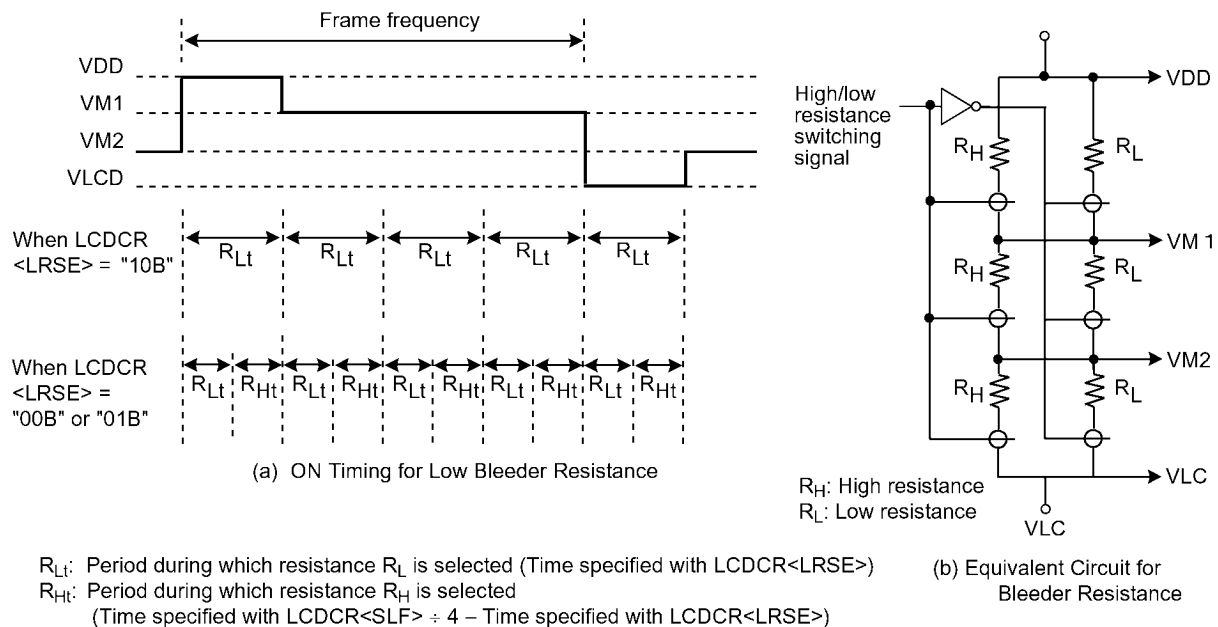 Frame frequency
VDD
VM1
VM2
VLCD
When LCDCR
<LRSE> = "10B"
RLt
RLt
RLt
RLt
RLt
When LCDCR
<LRSE> =
"00B" or "01B"
RLt RHt RLt RHt RLt RHt RLt RHt RLt RHt
(a) ON Timing for Low Bleeder Resistance
High/low
resistance
switching
signal
RH
RL
VDD
RH
RL
VM 1
RH
RL
VM2
VLC
RH: High resistance
RL: Low resistance
VLC
(b) Equivalent Circuit for
Bleeder Resistance
RLt: Period during which resistance RL is selected (Time specified with LCDCR<LRSE>)
RHt: Period during which resistance RH is selected
(Time specified with LCDCR<SLF> ÷ 4 – Time specified with LCDCR<LRSE>)